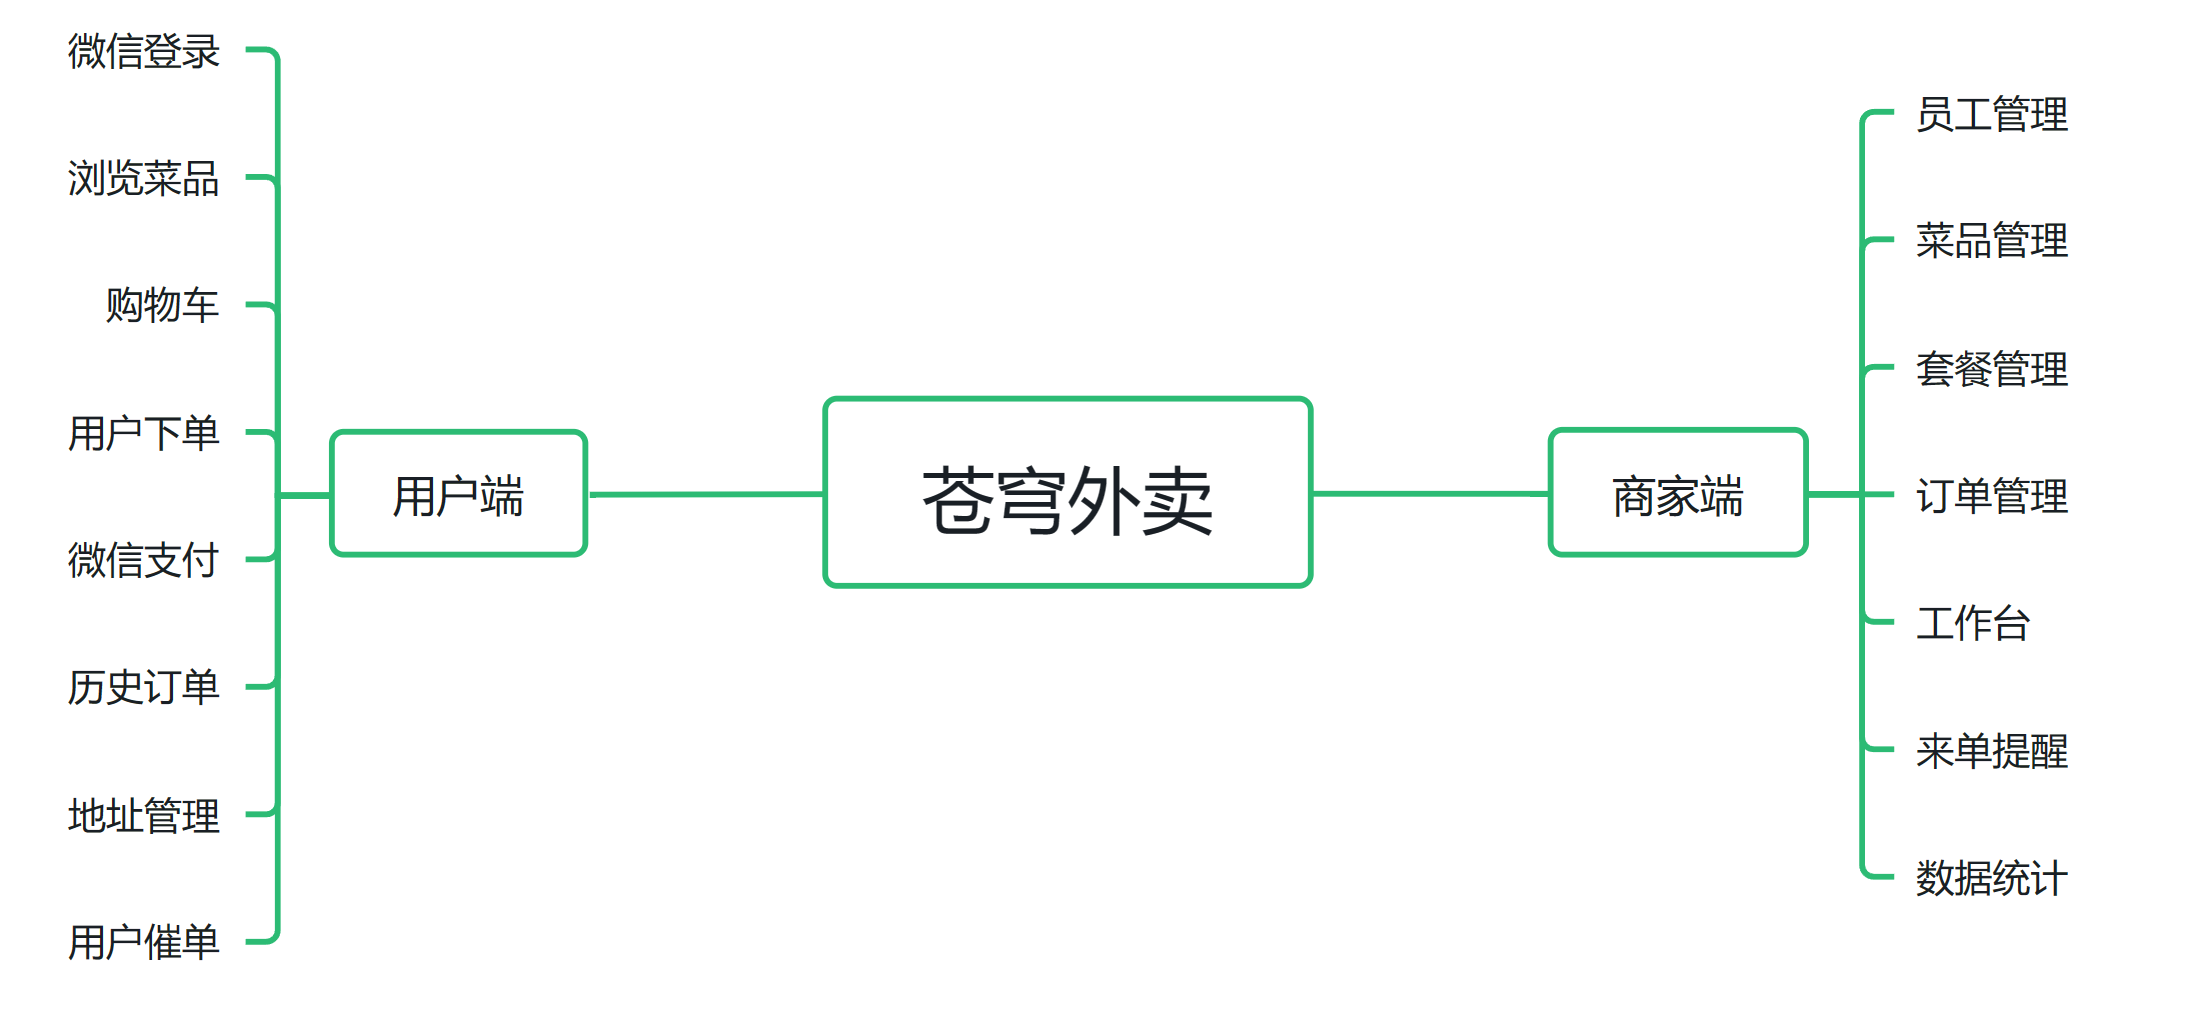 微信登录
浏览菜品
购物车
用户下单
微信支付
历史订单
地址管理
用户催单
用户端
苍穹外卖
商家端
员工管理
菜品管理
套餐管理
订单管理
工作台
来单提醒
数据统计